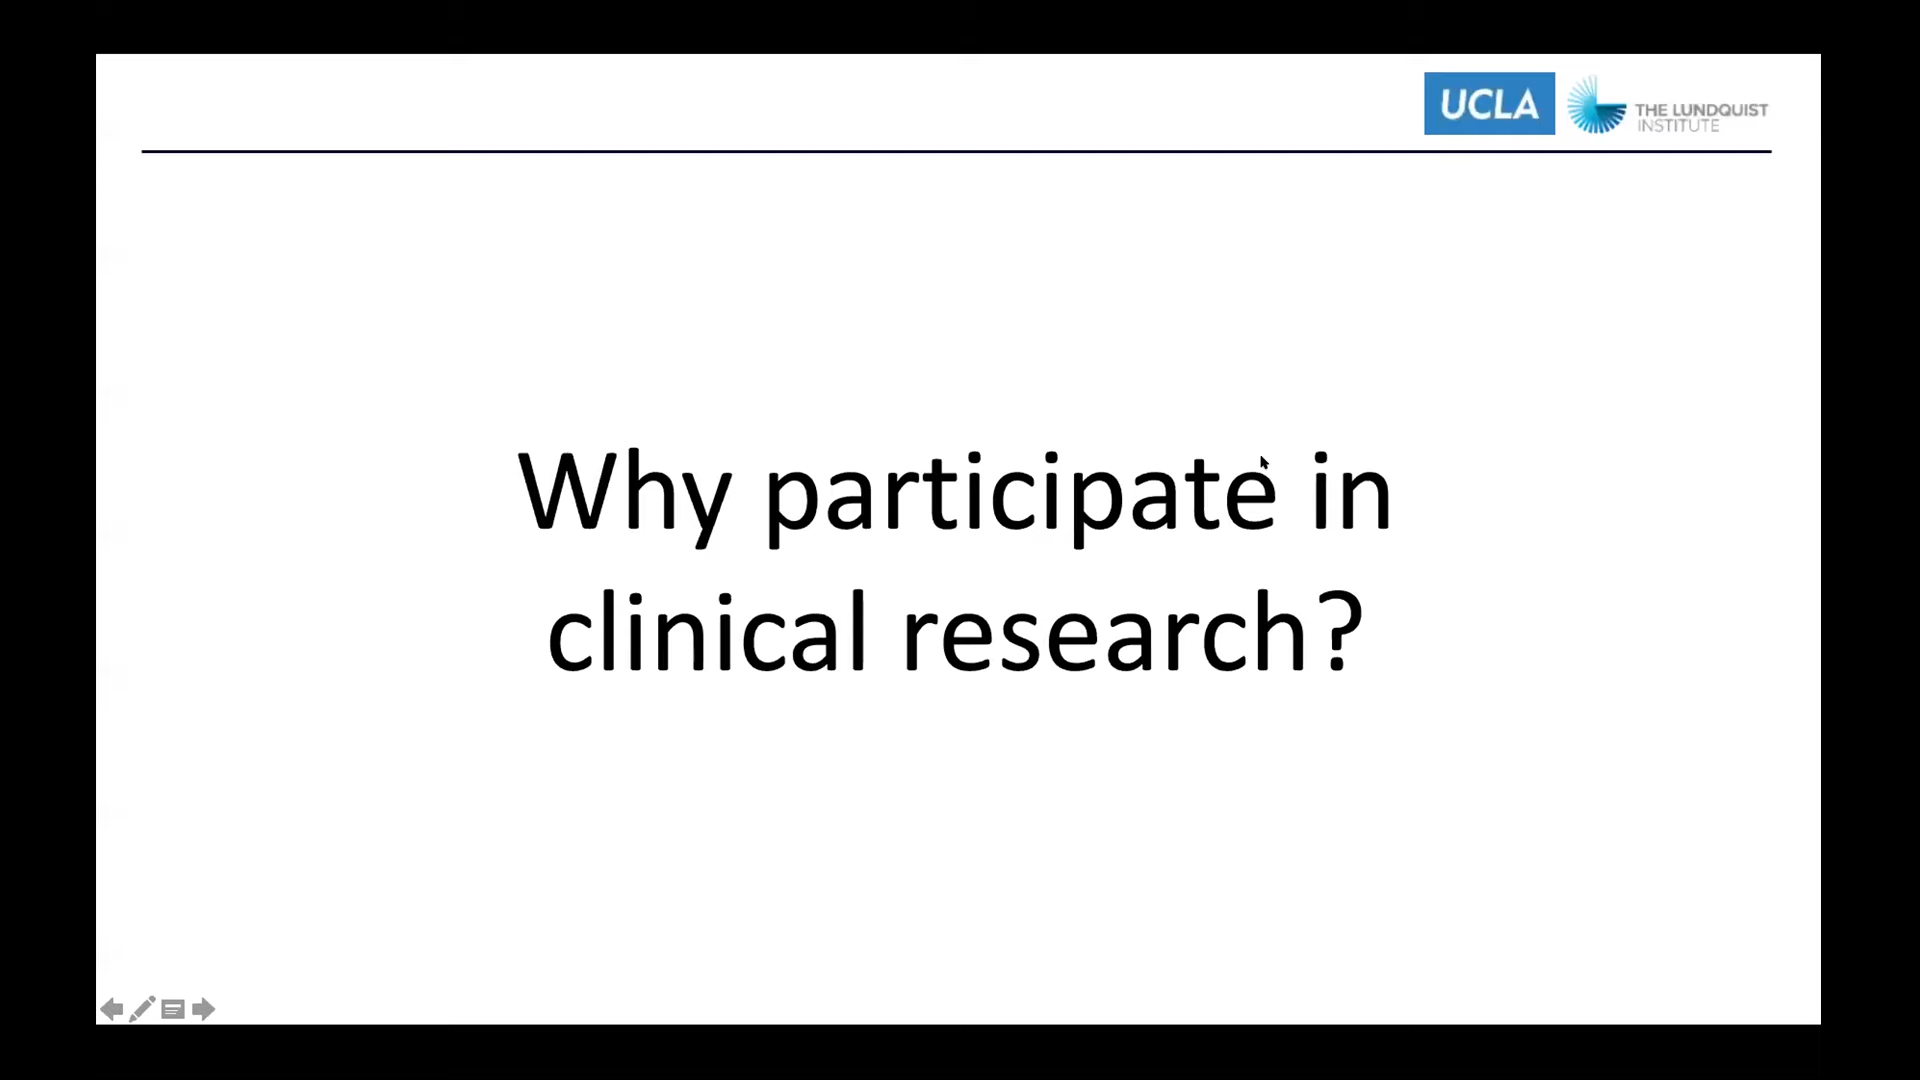 UCLA
THE LUNDQUIST
INSTITUTE
Why participate in
clinical research?